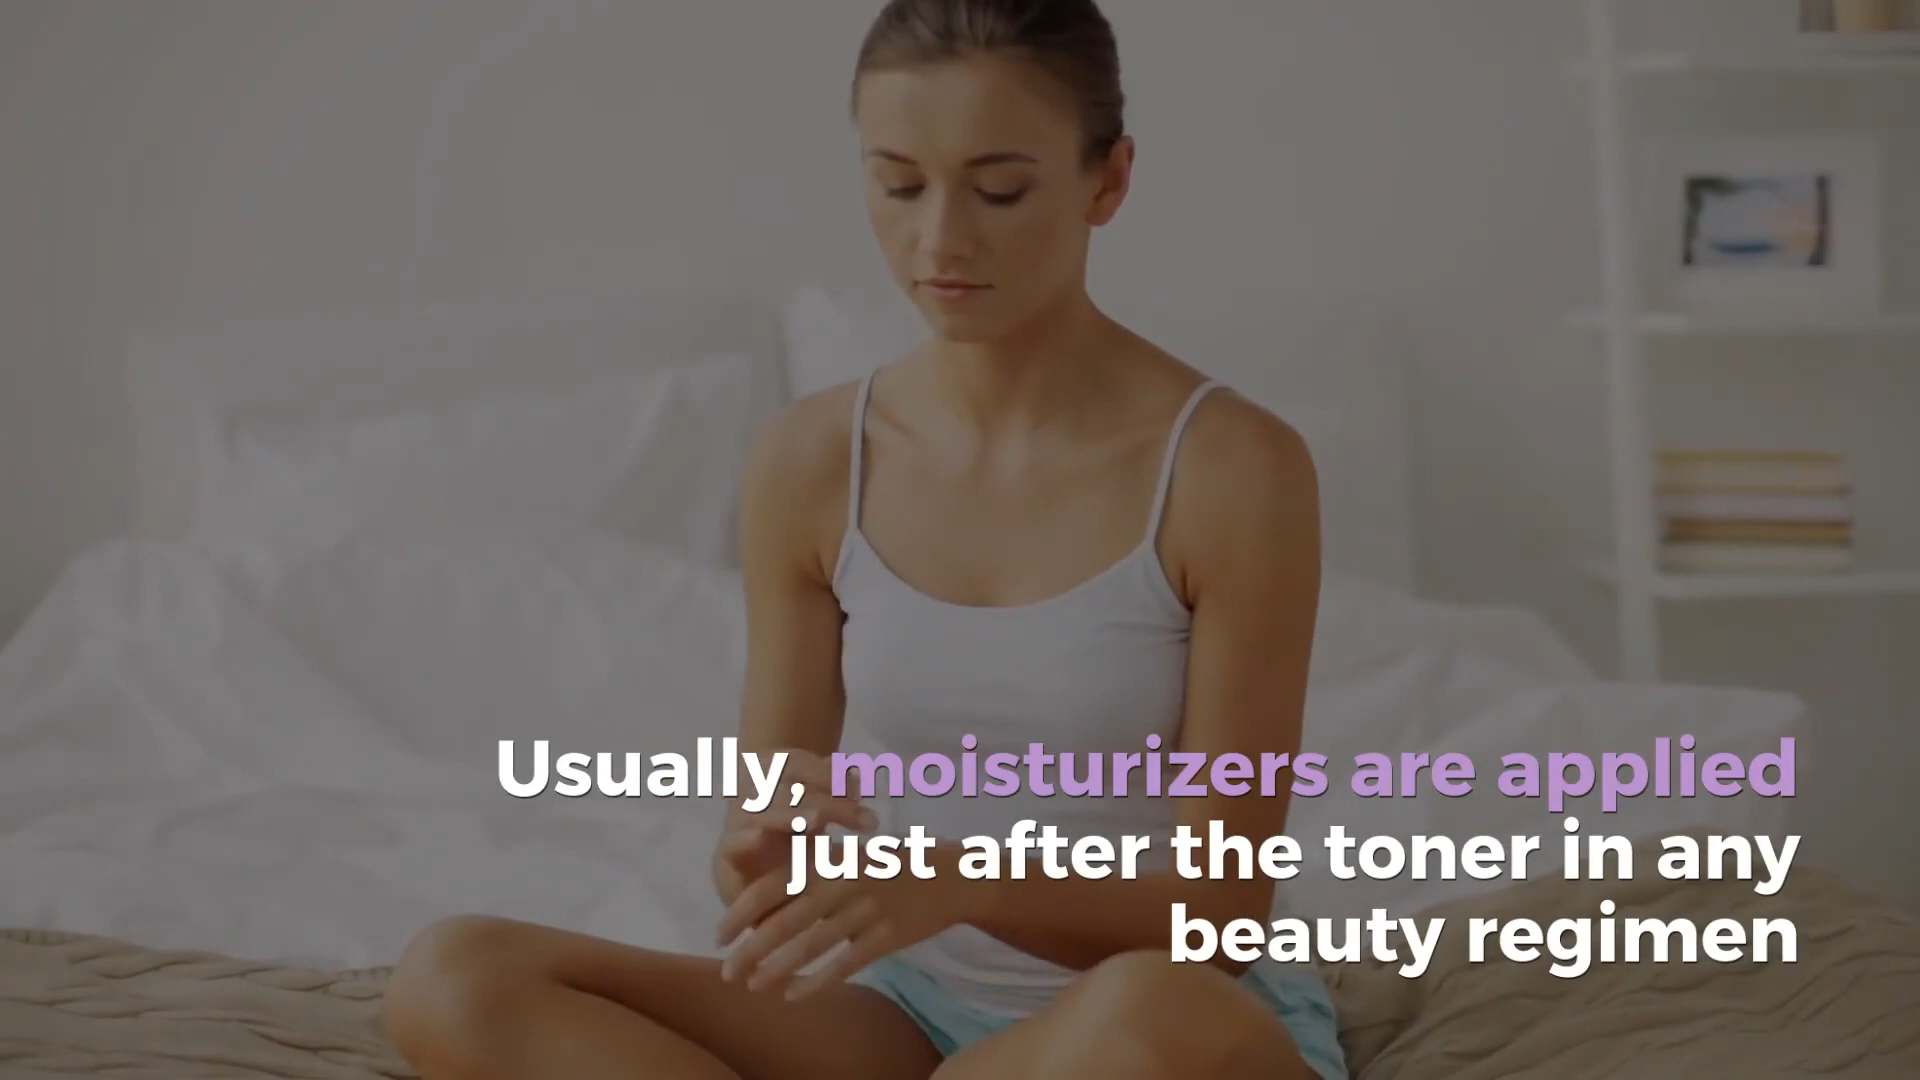 Usually, moisturizers are applied
just after the toner in any
beauty regimen